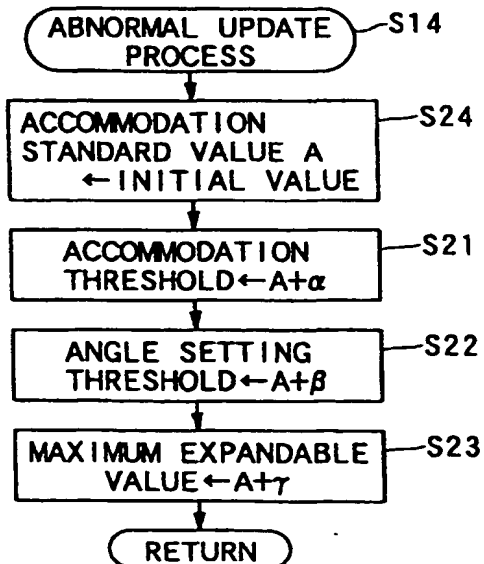 ABNORMAL UPDATE
PROCESS
S14
ACCOMMODATION
STANDARD VALUE A
←INITIAL VALUE
S24
ACCOMMODATION
THRESHOLD←A+α
S21
ANGLE SETTING
THRESHOLD←A+β
S22
MAXIMUM EXPANDABLE
VALUE←A+γ
S23
RETURN